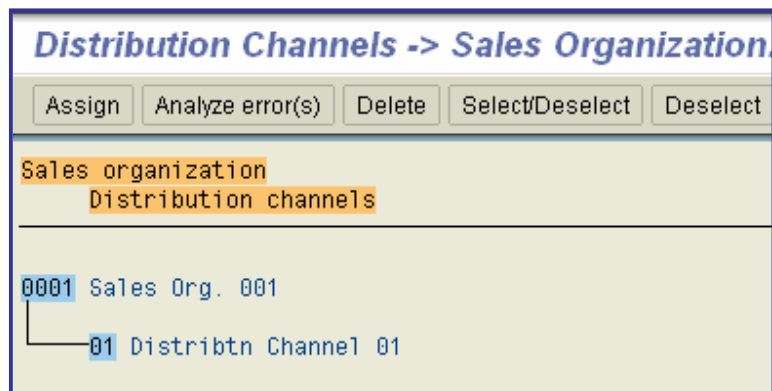 Distribution Channels -> Sales Organization
Assign Analyze error(s) Delete Select/Deselect Deselect
Sales organization
Distribution channels
0001 Sales Org. 001
01 Distribtn Channel 01